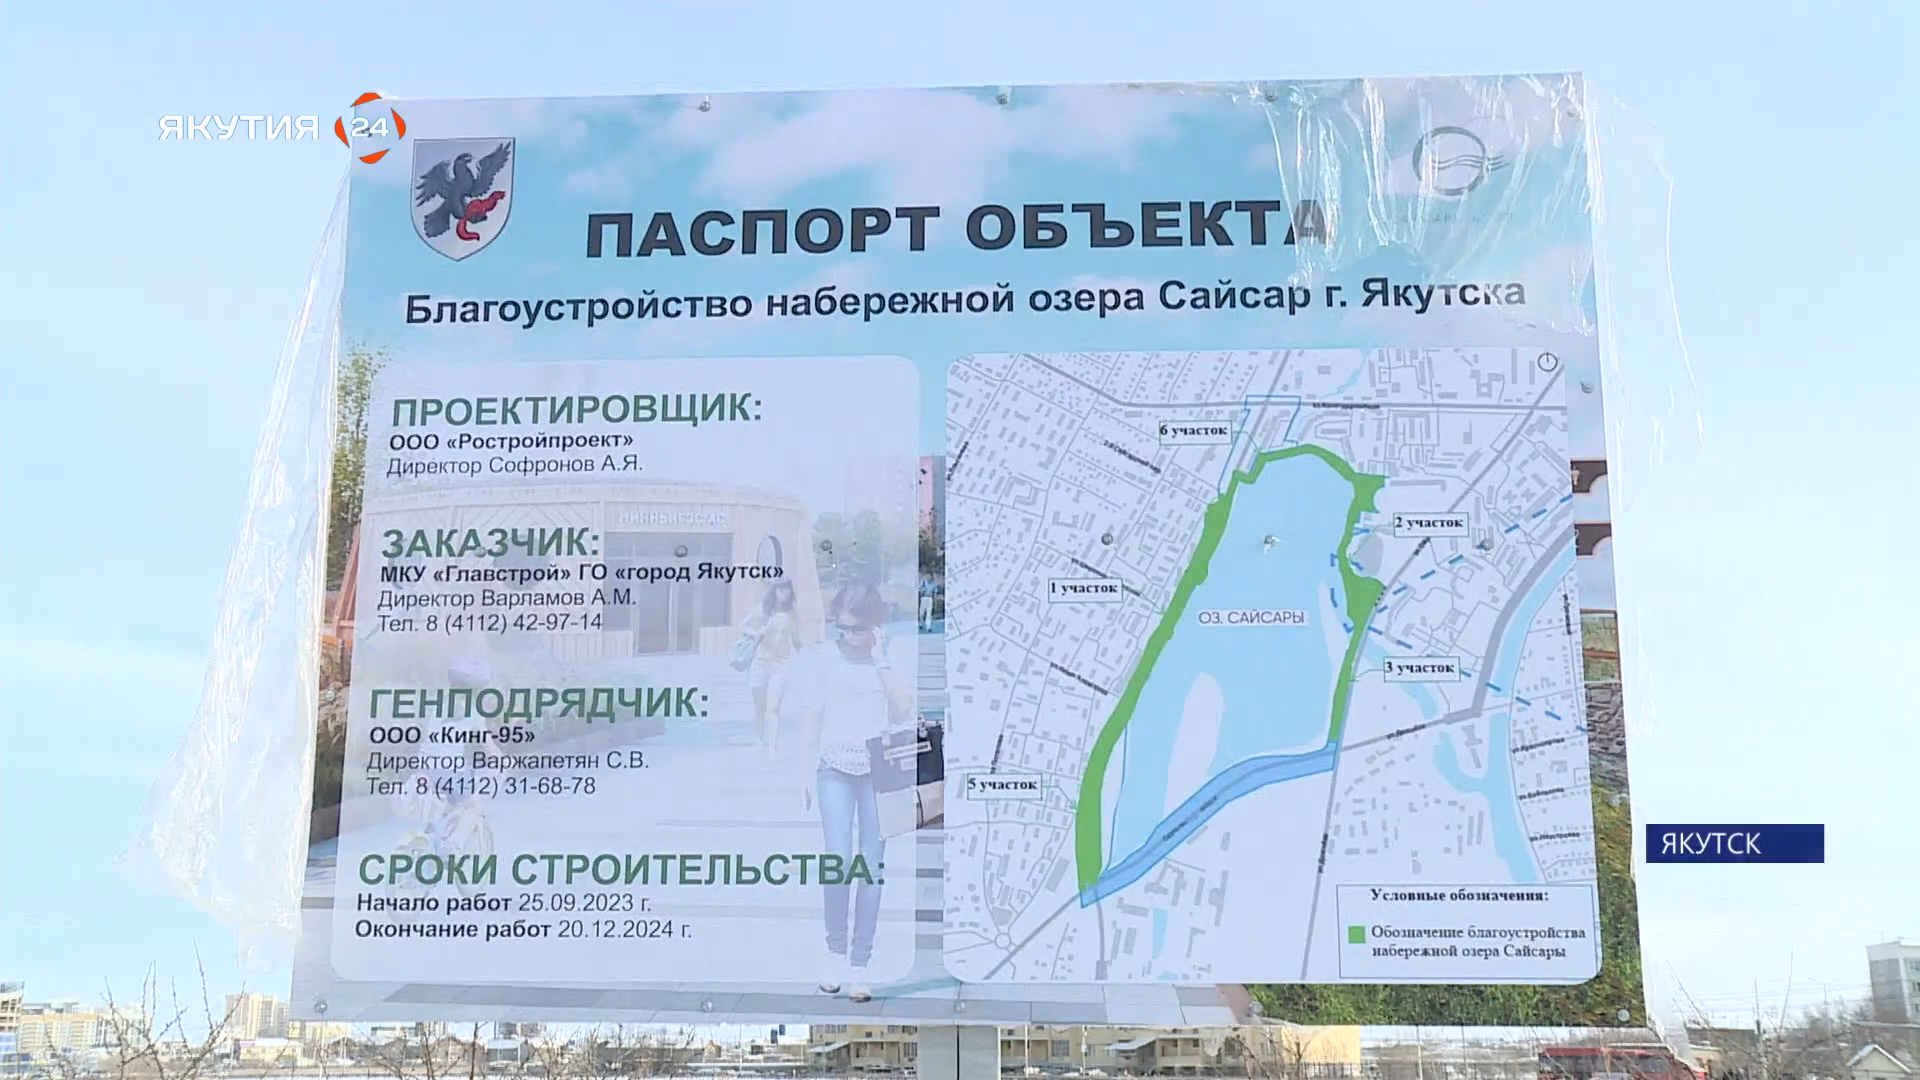 ЯКУТИЯ 24
ПАСПОРТ ОБЪЕКТА
Благоустройство набережной озера Сайсар г. Якутска
ПРОЕКТИРОВЩИК:
ООО «Ростройпроект»
Директор Софронов А.Я.
ЗАКАЗЧИК:
МКУ «Главстрой» ГО «город Якутск»
Директор Варламов А.М.
Тел. 8 (4112) 42-97-14
ГЕНПОДРЯДЧИК:
ООО «Кинг-95»
Директор Варжапетян С.В.
Тел. 8 (4112) 31-68-78
СРОКИ СТРОИТЕЛЬСТВА:
Начало работ 25.09.2023 г.
Окончание работ 20.12.2024 г.
6 участок
2 участок
1 участок
ОЗ. САЙСАРЫ
3 участок
5 участок
Условные обозначения:
Обозначение благоустройства
набережной озера Сайсары
ЯКУТСК